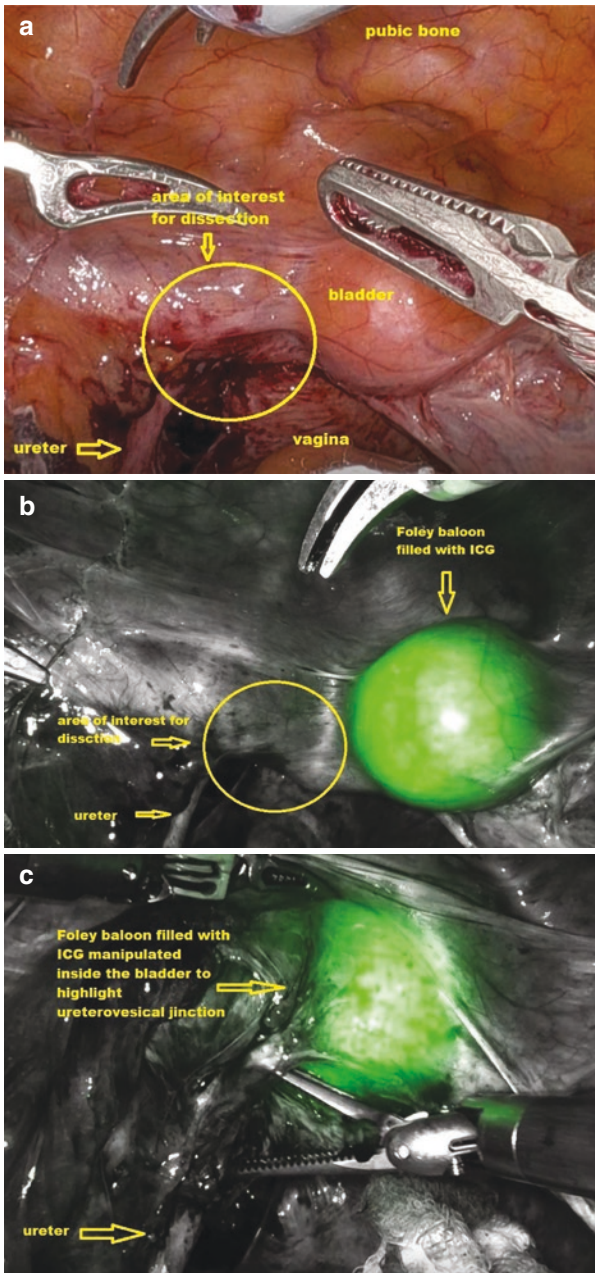 a
pubic bone
area of interest
for dissection
bladder
ureter
vagina
b
Foley baloon
filled with ICG
area of interest for
dissction
ureter
c
Foley baloon filled with
ICG manipulated
inside the bladder to
highlight
ureterovesical jinction
ureter